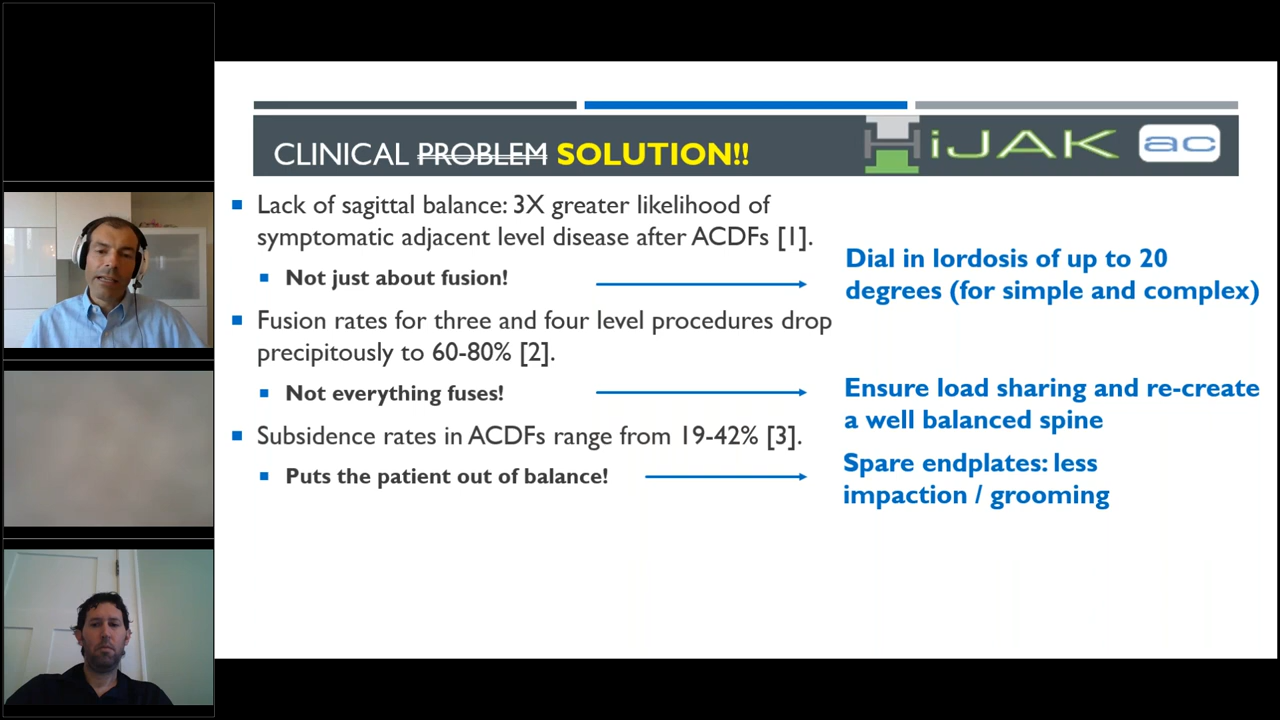 CLINICAL PROBLEM SOLUTION!!
HiJAK ac
Lack of sagittal balance: 3X greater likelihood of
symptomatic adjacent level disease after ACDFs [1].
Not just about fusion!
Dial in lordosis of up to 20
degrees (for simple and complex)
Fusion rates for three and four level procedures drop
precipitously to 60-80% [2].
Not everything fuses!
Ensure load sharing and re-create
a well balanced spine
Subsidence rates in ACDFs range from 19-42% [3].
Puts the patient out of balance!
Spare endplates: less
impaction / grooming